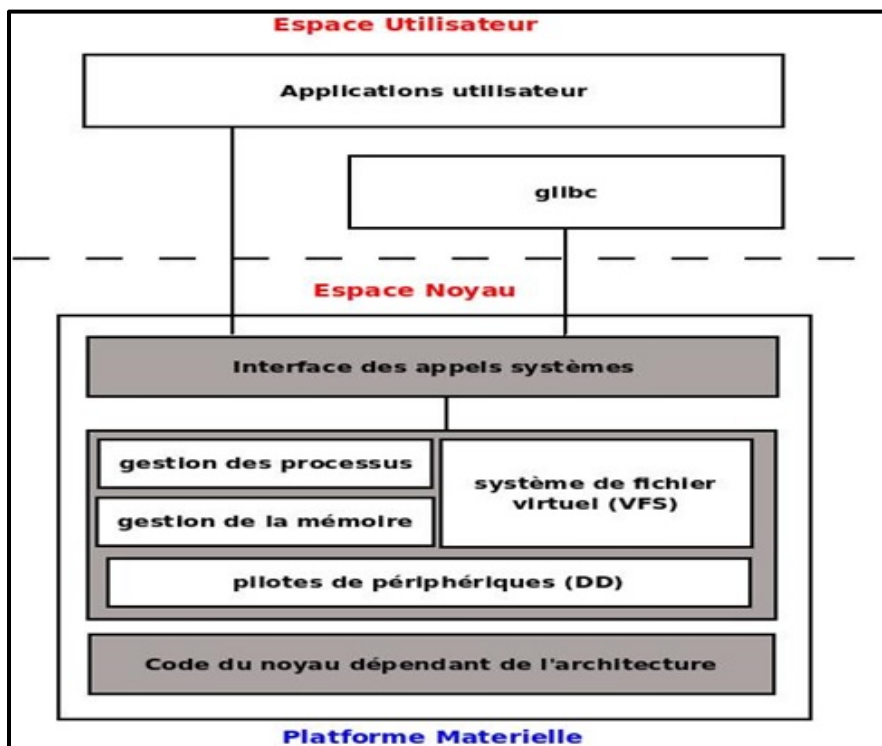 Espace Utilisateur
Applications utilisateur
glibc
Espace Noyau
Interface des appels systèmes
gestion des processus
système de fichier
virtuel (VFS)
gestion de la mémoire
pilotes de périphériques (DD)
Code du noyau dépendant de l'architecture
Platforme Materielle